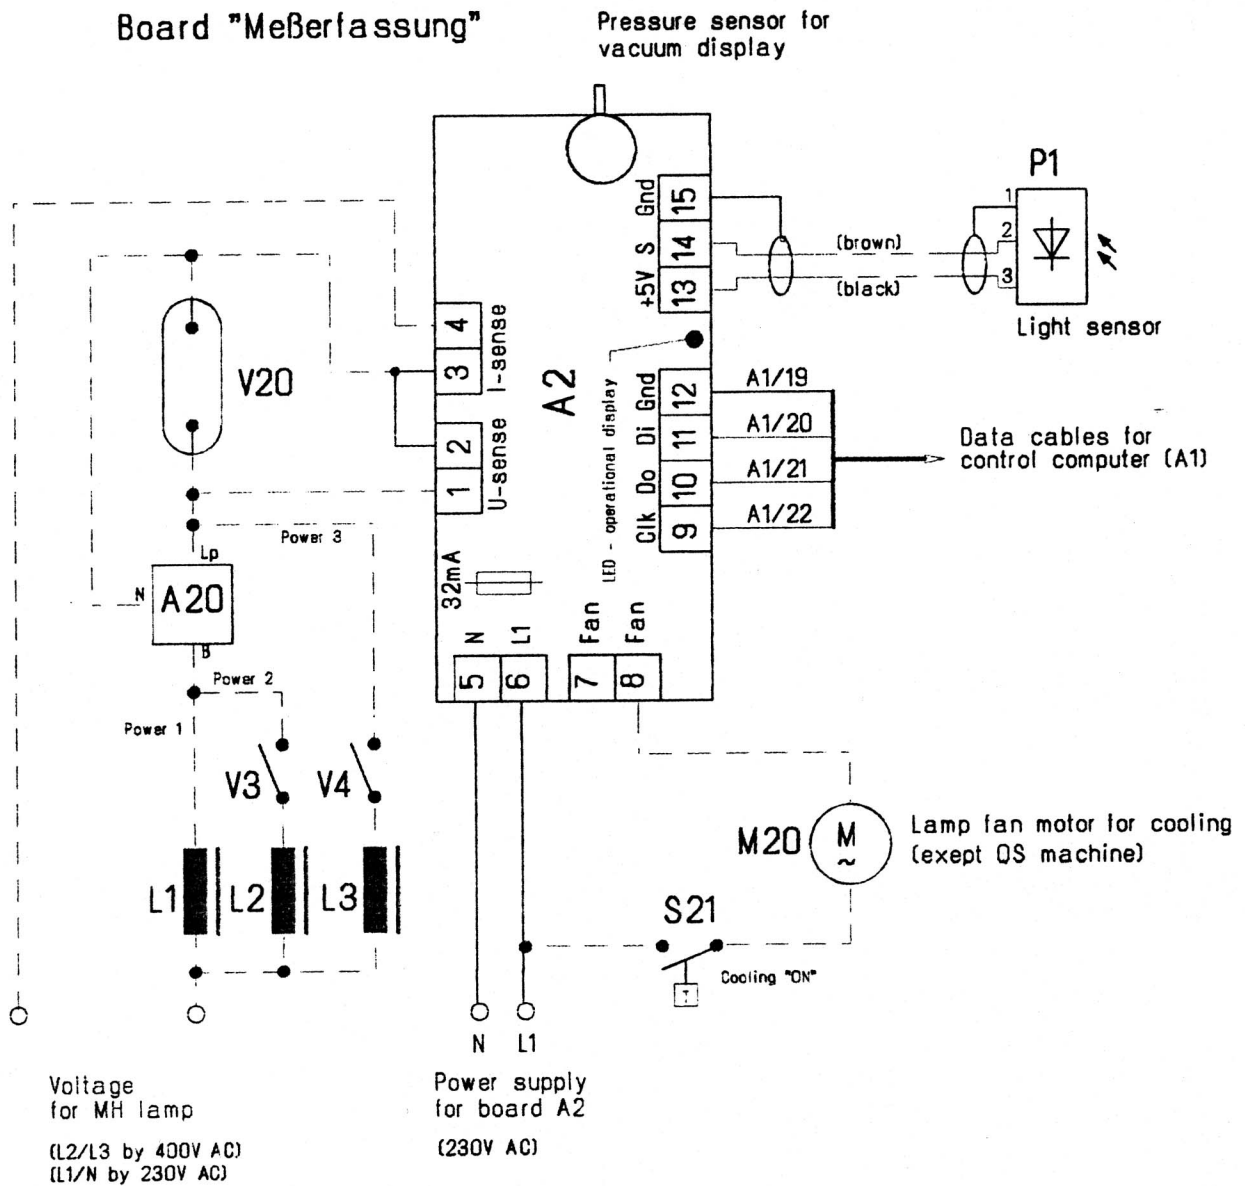 Board "Meßerfassung"
Pressure sensor for
vacuum display
P1
15
Gnd
14
S
13
+5V
1
2
3
(brown)
(black)
Light sensor
4
3
I-sense
2
1
U-sense
V20
A2
LED - operational display
12
Gnd
11
Di
10
Do
9
Clk
A1/19
A1/20
A1/21
A1/22
Data cables for
control computer (A1)
Power 3
Lp
N
A20
B
32mA
N
L1
Fan
Fan
5
6
7
8
Power 2
Power 1
V3
V4
L1
L2
L3
M20
M
~
Lamp fan motor for cooling
(exept QS machine)
S21
T
Cooling "ON"
N
L1
Voltage
for MH lamp
(L2/L3 by 400V AC)
(L1/N by 230V AC)
Power supply
for board A2
(230V AC)